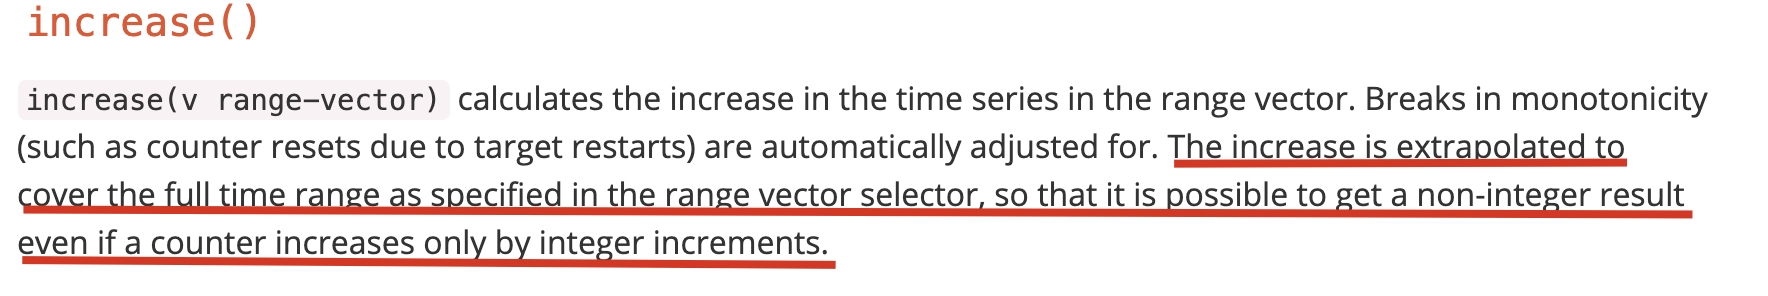 increase()
increase(v range-vector) calculates the increase in the time series in the range vector. Breaks in monotonicity
(such as counter resets due to target restarts) are automatically adjusted for. The increase is extrapolated to
cover the full time range as specified in the range vector selector, so that it is possible to get a non-integer result
even if a counter increases only by integer increments.